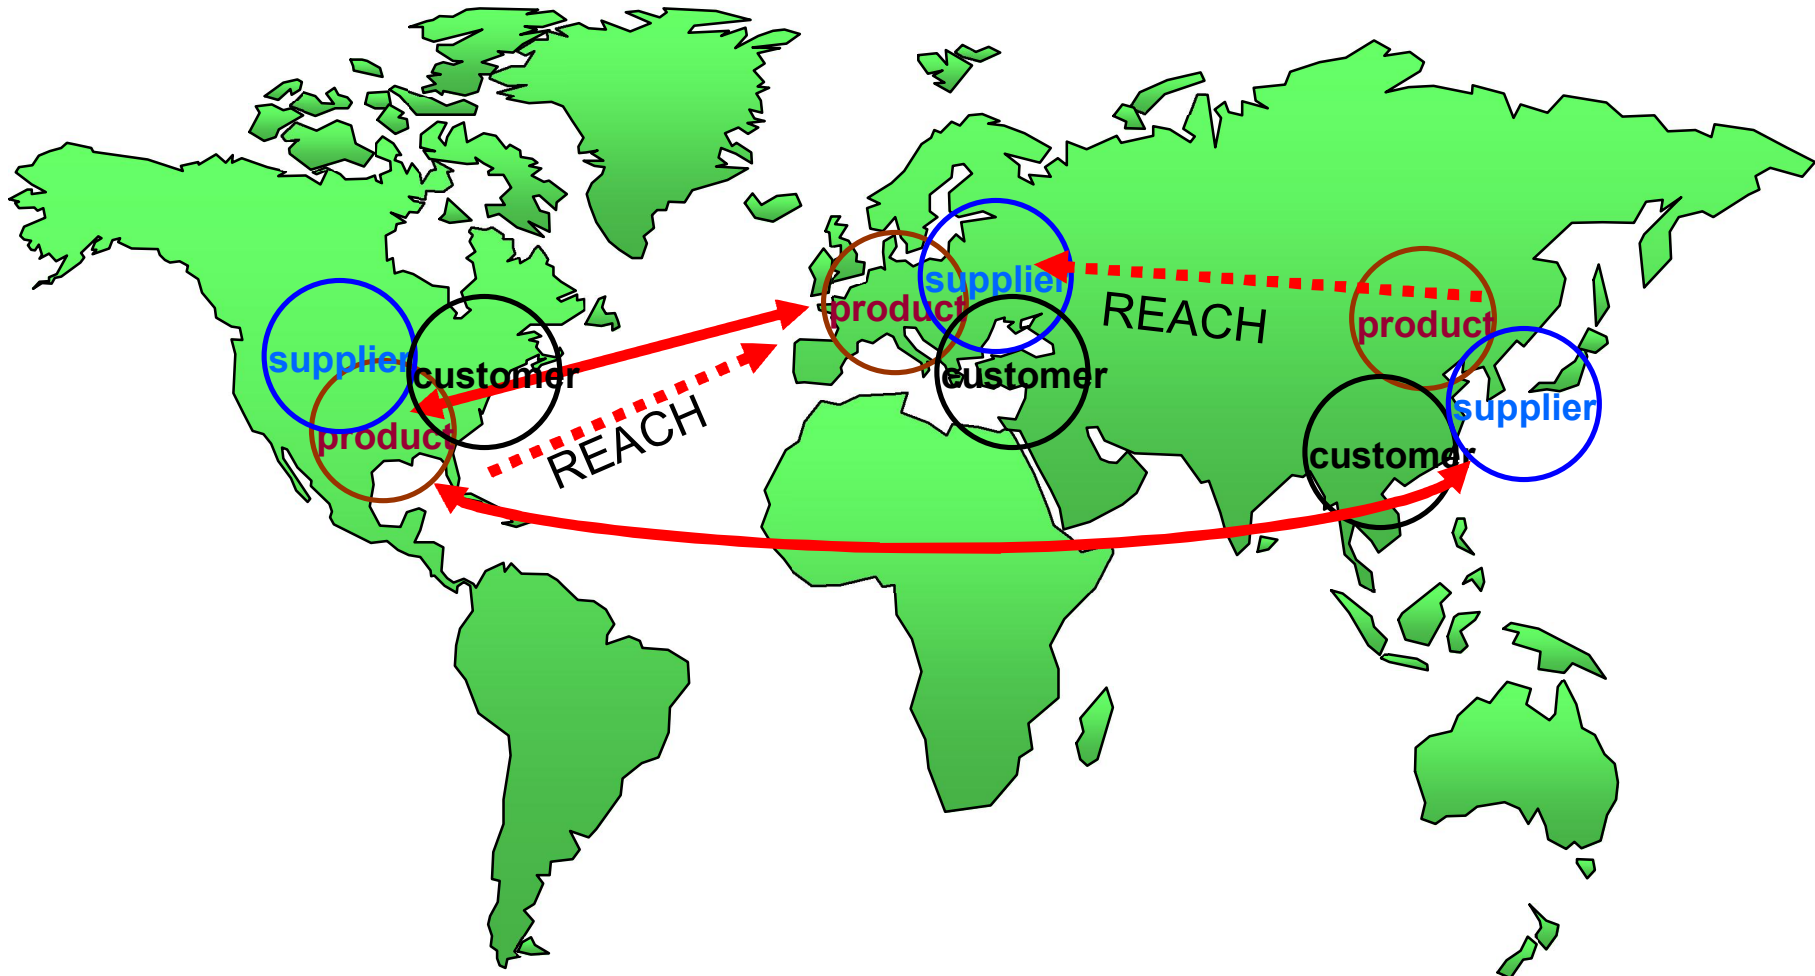 supplier
customer
product
REACH
supplier
product
customer
REACH
product
supplier
customer